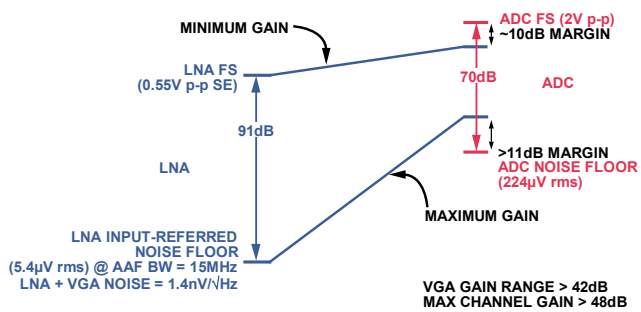 MINIMUM GAIN
ADC FS (2V p-p)
~10dB MARGIN
LNA FS
(0.55V p-p SE)
70dB
ADC
91dB
LNA
>11dB MARGIN
ADC NOISE FLOOR
(224µV rms)
MAXIMUM GAIN
LNA INPUT-REFERRED
NOISE FLOOR
(5.4µV rms) @ AAF BW = 15MHz
LNA + VGA NOISE = 1.4nV/√Hz
VGA GAIN RANGE > 42dB
MAX CHANNEL GAIN > 48dB